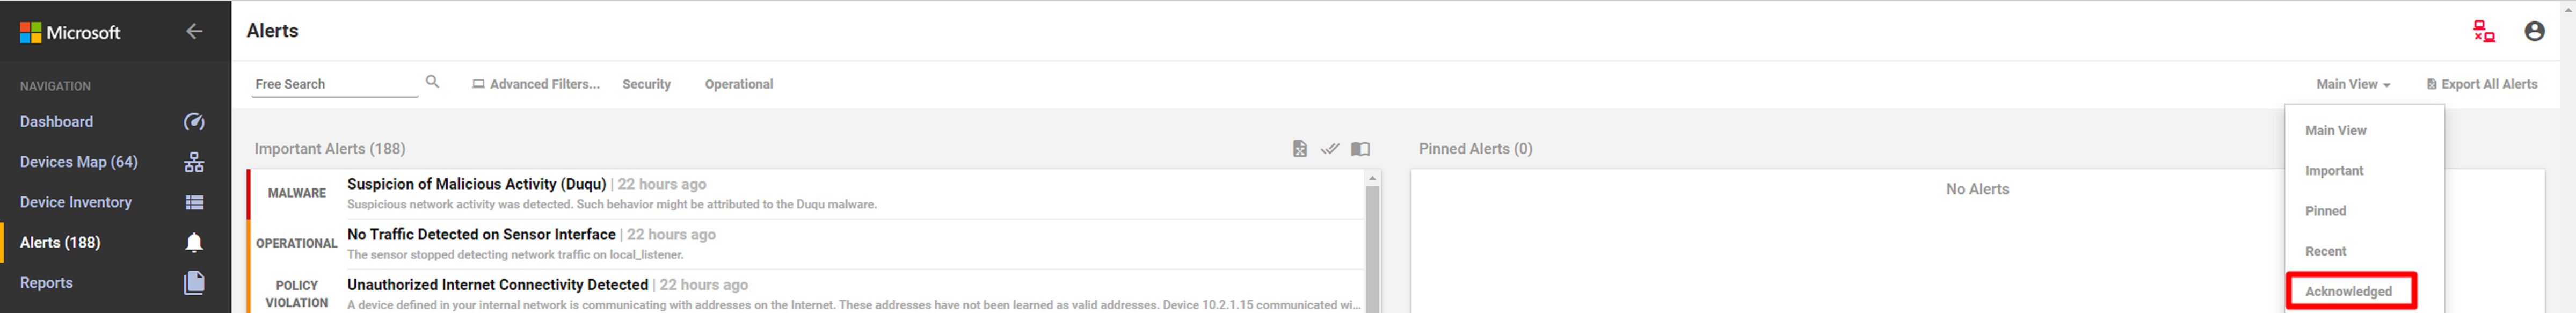 Microsoft
NAVIGATION
Dashboard
Devices Map (64)
Device Inventory
Alerts (188)
Reports
Alerts
Free Search
Advanced Filters...
Security
Operational
Main View
Export All Alerts
Important Alerts (188)
MALWARE
Suspicion of Malicious Activity (Duqu) | 22 hours ago
Suspicious network activity was detected. Such behavior might be attributed to the Duqu malware.
OPERATIONAL
No Traffic Detected on Sensor Interface | 22 hours ago
The sensor stopped detecting network traffic on local_listener.
POLICY
VIOLATION
Unauthorized Internet Connectivity Detected | 22 hours ago
A device defined in your internal network is communicating with addresses on the Internet. These addresses have not been learned as valid addresses. Device 10.2.1.15 communicated wi...
Pinned Alerts (0)
No Alerts
Main View
Important
Pinned
Recent
Acknowledged